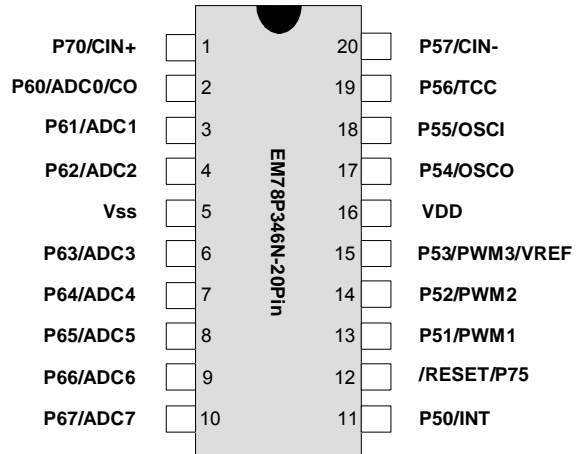 P70/CIN+ 1 20 P57/CIN-
P60/ADC0/CO 2 19 P56/TCC
P61/ADC1 3 18 P55/OSCI
P62/ADC2 4 17 P54/OSCO
Vss 5 16 VDD
P63/ADC3 6 15 P53/PWM3/VREF
P64/ADC4 7 14 P52/PWM2
P65/ADC5 8 13 P51/PWM1
P66/ADC6 9 12 /RESET/P75
P67/ADC7 10 11 P50/INT
EM78P346N-20Pin